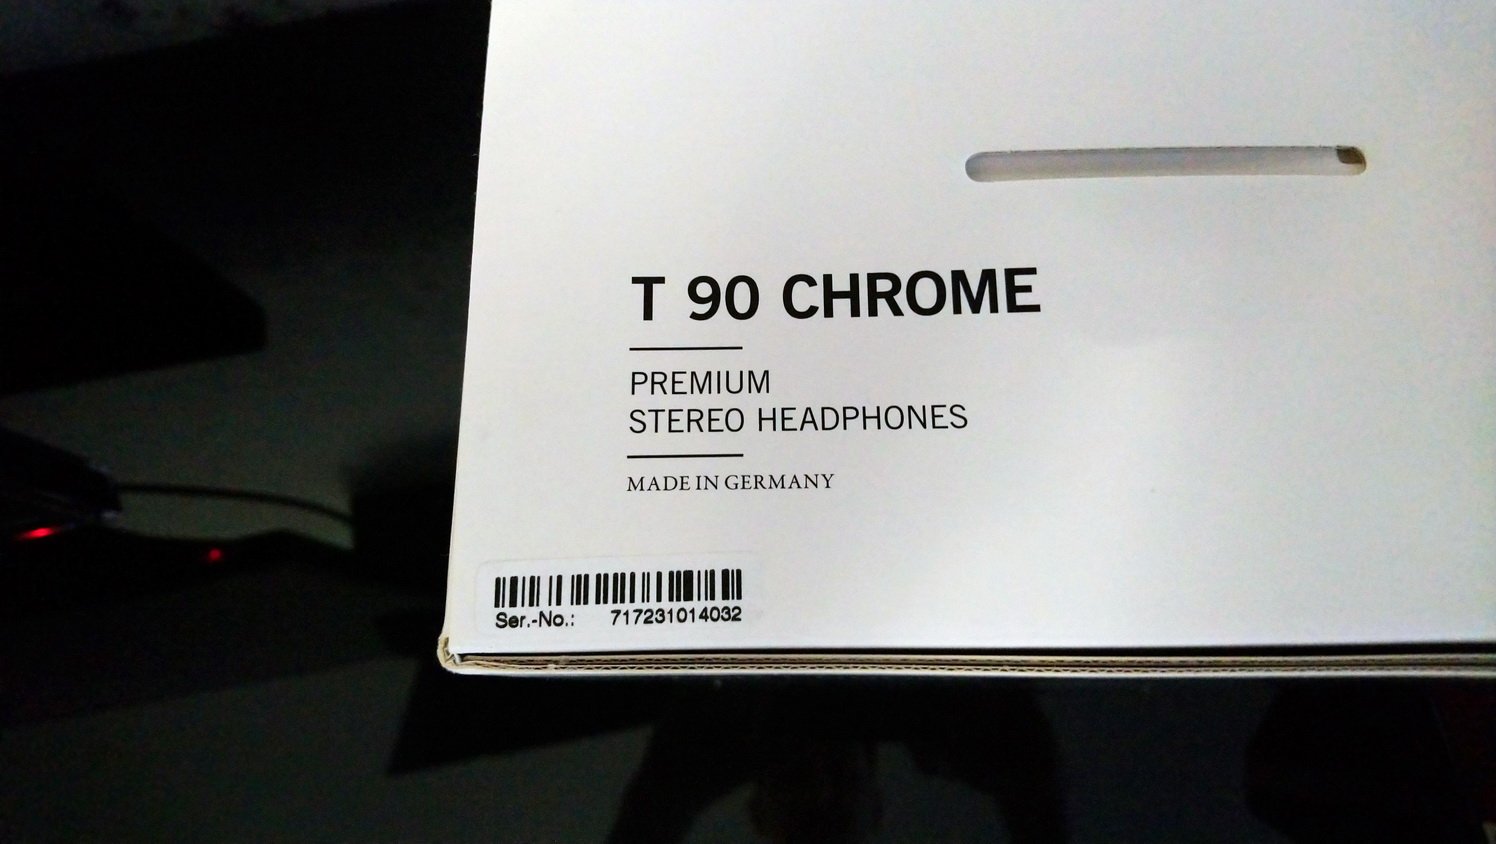 T 90 CHROME
PREMIUM
STEREO HEADPHONES
MADE IN GERMANY
Ser.-No.: 717231014032